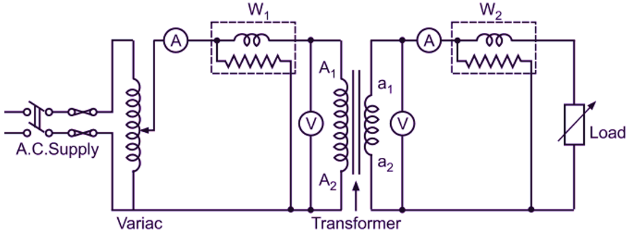 W1
W2
A
A
A1
a1
V
V
A.C.Supply
Load
A2
a2
Variac
Transformer